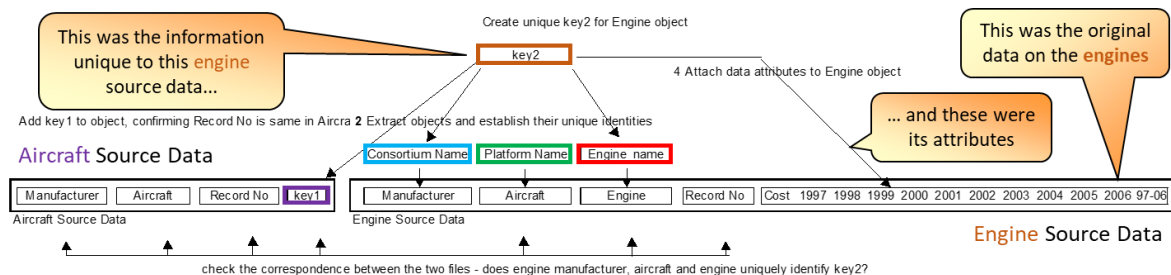 Create unique key2 for Engine object
This was the information
unique to this engine
source data...
key2
This was the original
data on the engines
4 Attach data attributes to Engine object
... and these were
its attributes
Add key1 to object, confirming Record No is same in Aircra 2 Extract objects and establish their unique identities
Aircraft Source Data
Consortium Name Platform Name Engine name
Manufacturer Aircraft Record No key1 Manufacturer Aircraft Engine Record No Cost 1997 1998 1999 2000 2001 2002 2003 2004 2005 2006 97-06
Aircraft Source Data Engine Source Data
Engine Source Data
check the correspondence between the two files - does engine manufacturer, aircraft and engine uniquely identify key2?